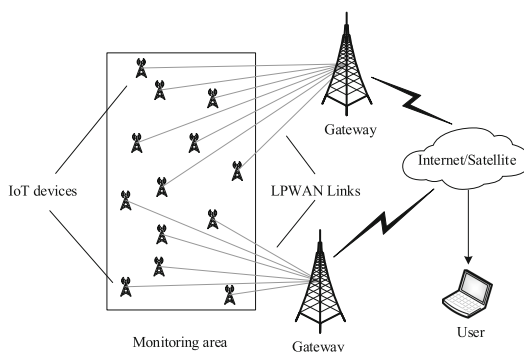 Gateway
Internet/Satellite
IoT devices
LPWAN Links
Monitoring area
Gateway
User